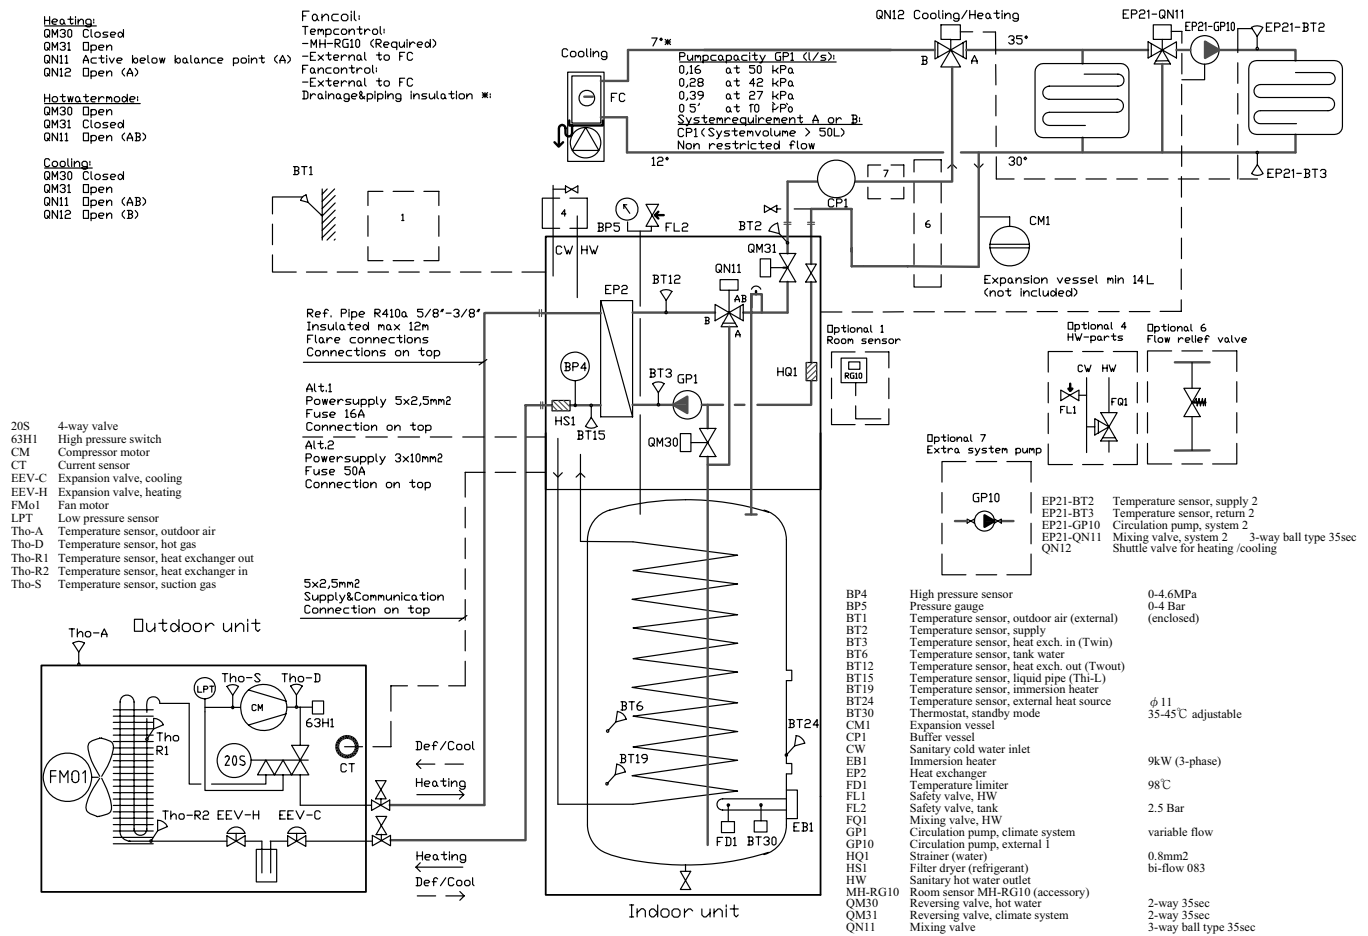 Heating:
QM30 Closed
QM31 Open
QN11 Active below balance point (A)
QN12 Open (A)
Hotwatermode:
QM30 Open
QM31 Closed
QN11 Open (AB)
Cooling:
QM30 Closed
QM31 Open
QN11 Open (AB)
QN12 Open (B)
Fancoil:
Tempcontrol:
-MH-RG10 (Required)
-External to FC
Fancontrol:
-External to FC
Drainage&piping insulation *:
Cooling
FC
7°*
12°
Pumpcapacity GP1 (l/s):
0,16 at 50 kPa
0,28 at 42 kPa
0,39 at 27 kPa
0 5' at 10 kPa
Systemrequirement A or B:
CP1(Systemvolume > 50L)
Non restricted flow
QN12 Cooling/Heating
B
A
35°
30°
EP21-QN11
EP21-GP10
EP21-BT2
EP21-BT3
BT1
1
4
BP5
FL2
CW
HW
BT2
CP1
7
6
CM1
Expansion vessel min 14L
(not included)
QM31
QN11
AB
B
A
BT12
EP2
BP4
BT3
GP1
HS1
BT15
QM30
HQ1
Ref. Pipe R410a 5/8"-3/8"
Insulated max 12m
Flare connections
Connections on top
Alt.1
Powersupply 5x2,5mm2
Fuse 16A
Connection on top
Alt.2
Powersupply 3x10mm2
Fuse 50A
Connection on top
5x2,5mm2
Supply&Communication
Connection on top
Optional 1
Room sensor
RG10
Optional 4
HW-parts
CW
HW
FL1
FQ1
Optional 6
Flow relief valve
Optional 7
Extra system pump
GP10
20S 4-way valve
63H1 High pressure switch
CM Compressor motor
CT Current sensor
EEV-C Expansion valve, cooling
EEV-H Expansion valve, heating
FMo1 Fan motor
LPT Low pressure sensor
Tho-A Temperature sensor, outdoor air
Tho-D Temperature sensor, hot gas
Tho-R1 Temperature sensor, heat exchanger out
Tho-R2 Temperature sensor, heat exchanger in
Tho-S Temperature sensor, suction gas
EP21-BT2 Temperature sensor, supply 2
EP21-BT3 Temperature sensor, return 2
EP21-GP10 Circulation pump, system 2
EP21-QN11 Mixing valve, system 2 3-way ball type 35sec
QN12 Shuttle valve for heating /cooling
Outdoor unit
Tho-A
LPT
Tho-S
Tho-D
CM
63H1
Tho
R1
20S
CT
FMO1
Tho-R2
EEV-H
EEV-C
Def/Cool
Heating
Heating
Def/Cool
BT6
BT19
BT24
FD1
BT30
EB1
Indoor unit
BP4 High pressure sensor 0-4.6MPa
BP5 Pressure gauge 0-4 Bar
BT1 Temperature sensor, outdoor air (external) (enclosed)
BT2 Temperature sensor, supply
BT3 Temperature sensor, heat exch. in (Twin)
BT6 Temperature sensor, tank water
BT12 Temperature sensor, heat exch. out (Twout)
BT15 Temperature sensor, liquid pipe (Thi-L)
BT19 Temperature sensor, immersion heater
BT24 Temperature sensor, external heat source φ 11
BT30 Thermostat, standby mode 35-45℃ adjustable
CM1 Expansion vessel
CP1 Buffer vessel
CW Sanitary cold water inlet
EB1 Immersion heater 9kW (3-phase)
EP2 Heat exchanger
FD1 Temperature limiter 98℃
FL1 Safety valve, HW
FL2 Safety valve, tank 2.5 Bar
FQ1 Mixing valve, HW
GP1 Circulation pump, climate system variable flow
GP10 Circulation pump, external 1
HQ1 Strainer (water) 0.8mm2
HS1 Filter dryer (refrigerant) bi-flow 083
HW Sanitary hot water outlet
MH-RG10 Room sensor MH-RG10 (accessory)
QM30 Reversing valve, hot water 2-way 35sec
QM31 Reversing valve, climate system 2-way 35sec
QN11 Mixing valve 3-way ball type 35sec